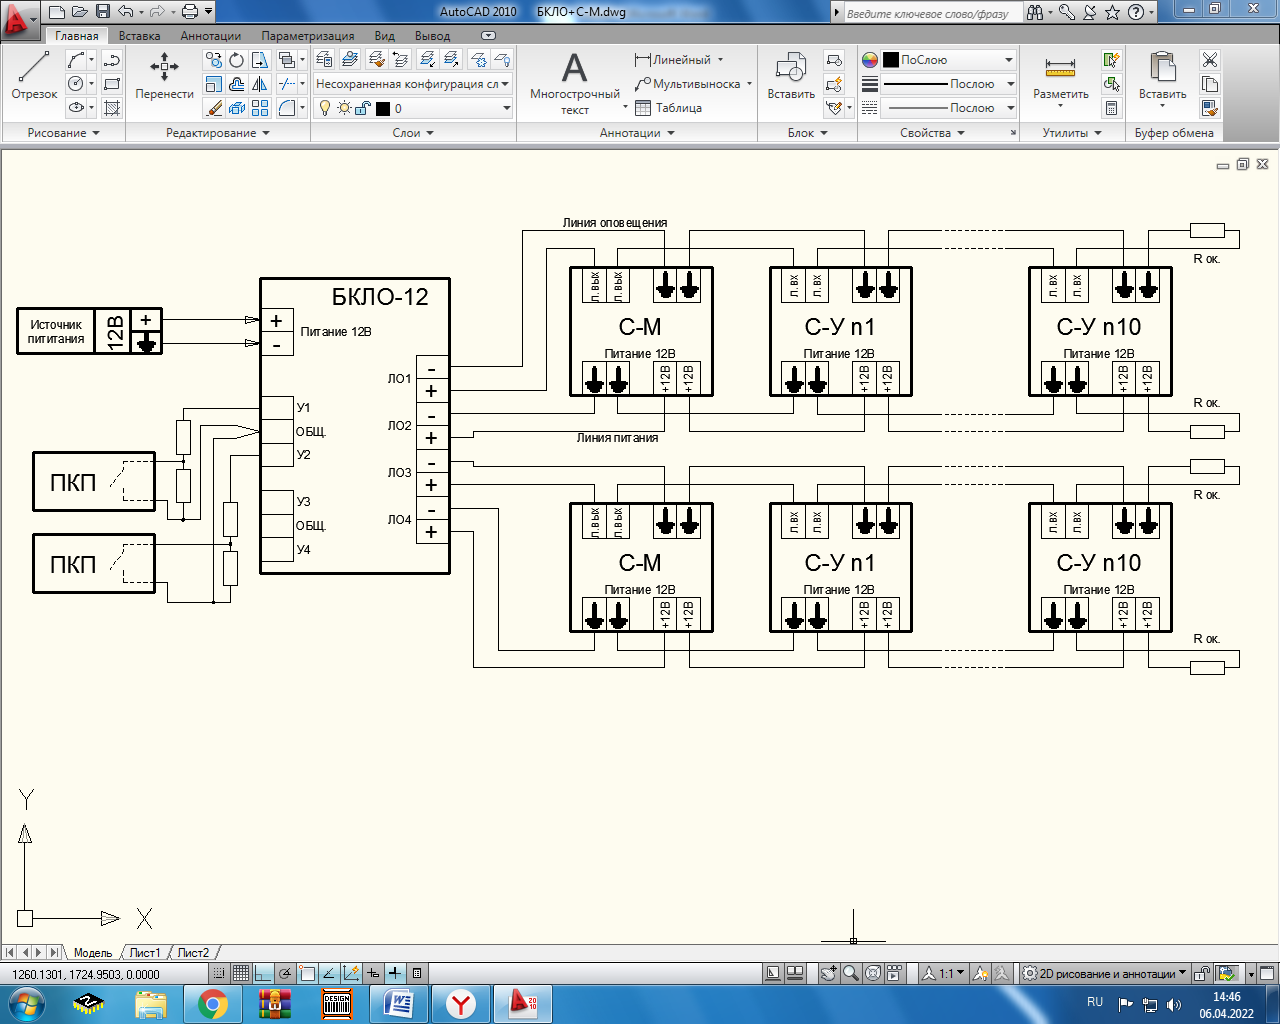 AutoCAD 2010 БКЛО+С-М.dwg
Введите ключевое слово/фразу
Главная Вставка Аннотации Параметризация Вид Вывод
Отрезок
Перенести
Несохраненная конфигурация сл
0
Многострочный текст
Линейный
Мультивыноска
Таблица
Вставить
ПоСлою
Послою
Послою
Разметить
Вставить
Рисование Редактирование Слои Аннотации Блок Свойства Утилиты Буфер обмена
Линия оповещения
R ок.
Источник
пититания
12В
+
БКЛО-12
+
-
Питание 12В
У1
ОБЩ.
У2
У3
ОБЩ.
У4
ЛО1
-
+
ЛО2
-
+
ЛО3
-
+
ЛО4
-
+
ПКП
ПКП
Л.ВЫХ Л.ВЫХ
С-М
Питание 12В
+12В +12В
Л.ВХ Л.ВХ
С-У n1
Питание 12В
+12В +12В
Л.ВХ Л.ВХ
С-У n10
Питание 12В
+12В +12В
R ок.
Линия питания
R ок.
Л.ВЫХ Л.ВЫХ
С-М
Питание 12В
+12В +12В
Л.ВХ Л.ВХ
С-У n1
Питание 12В
+12В +12В
Л.ВХ Л.ВХ
С-У n10
Питание 12В
+12В +12В
R ок.
Y
X
Модель Лист1 Лист2
1260.1301, 1724.9503, 0.0000
1:1
2D рисование и аннотации
DESIGN
RU
14:46
06.04.2022